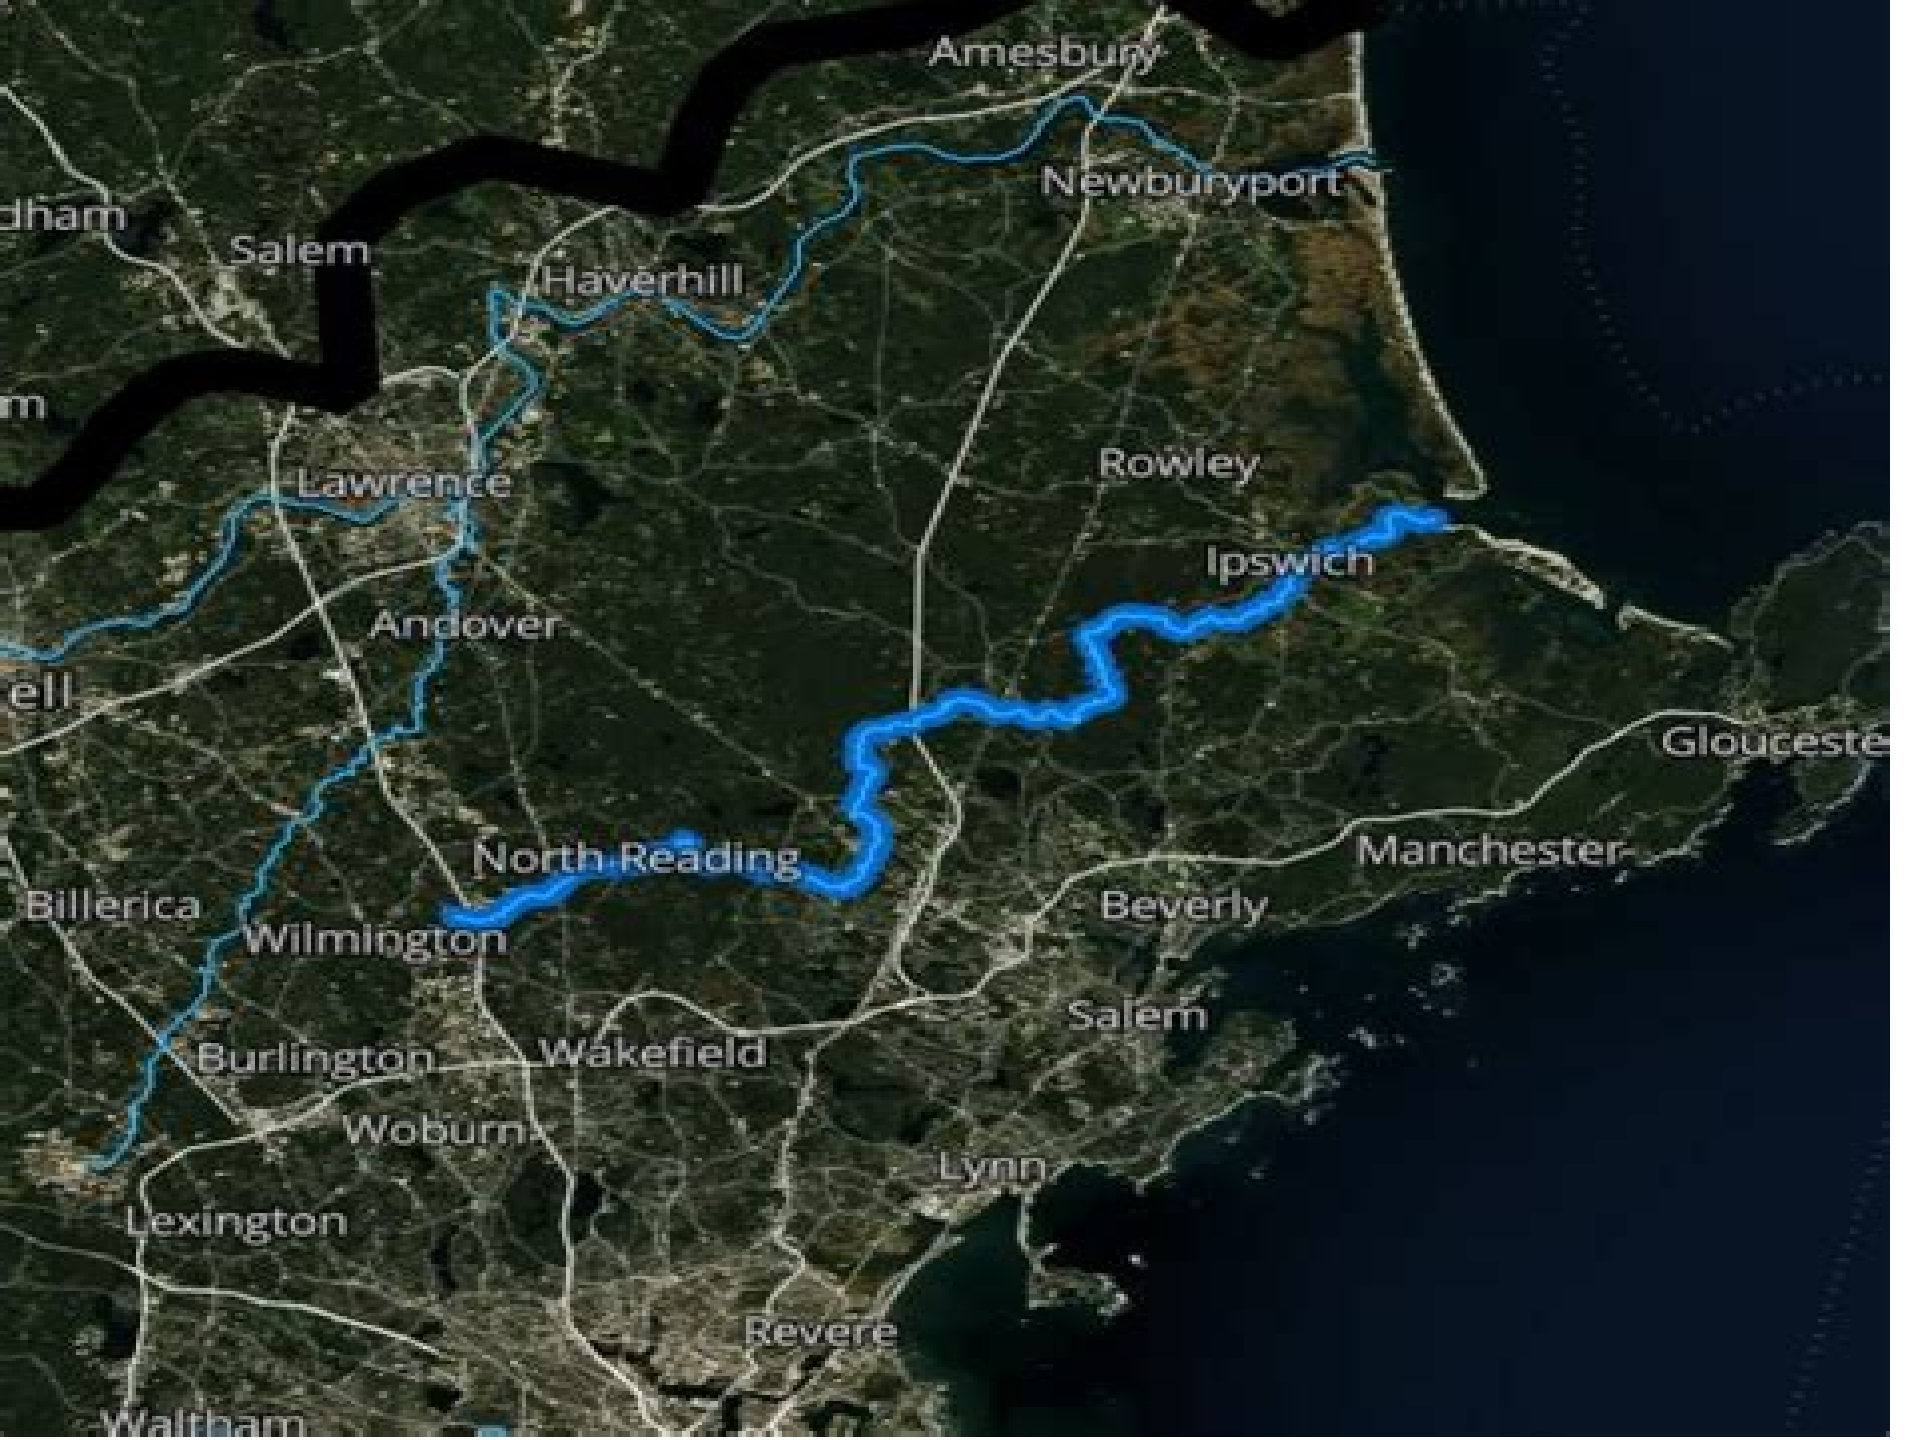 Amesbury
Newburyport
dham
Salem
Haverhill
m
Rowley
Lawrence
Ipswich
Andover
ell
Glouceste
North Reading
Manchester
Billerica
Beverly
Wilmington
Salem
Burlington
Wakefield
Woburn
Lynn
Lexington
Revere
Waltham